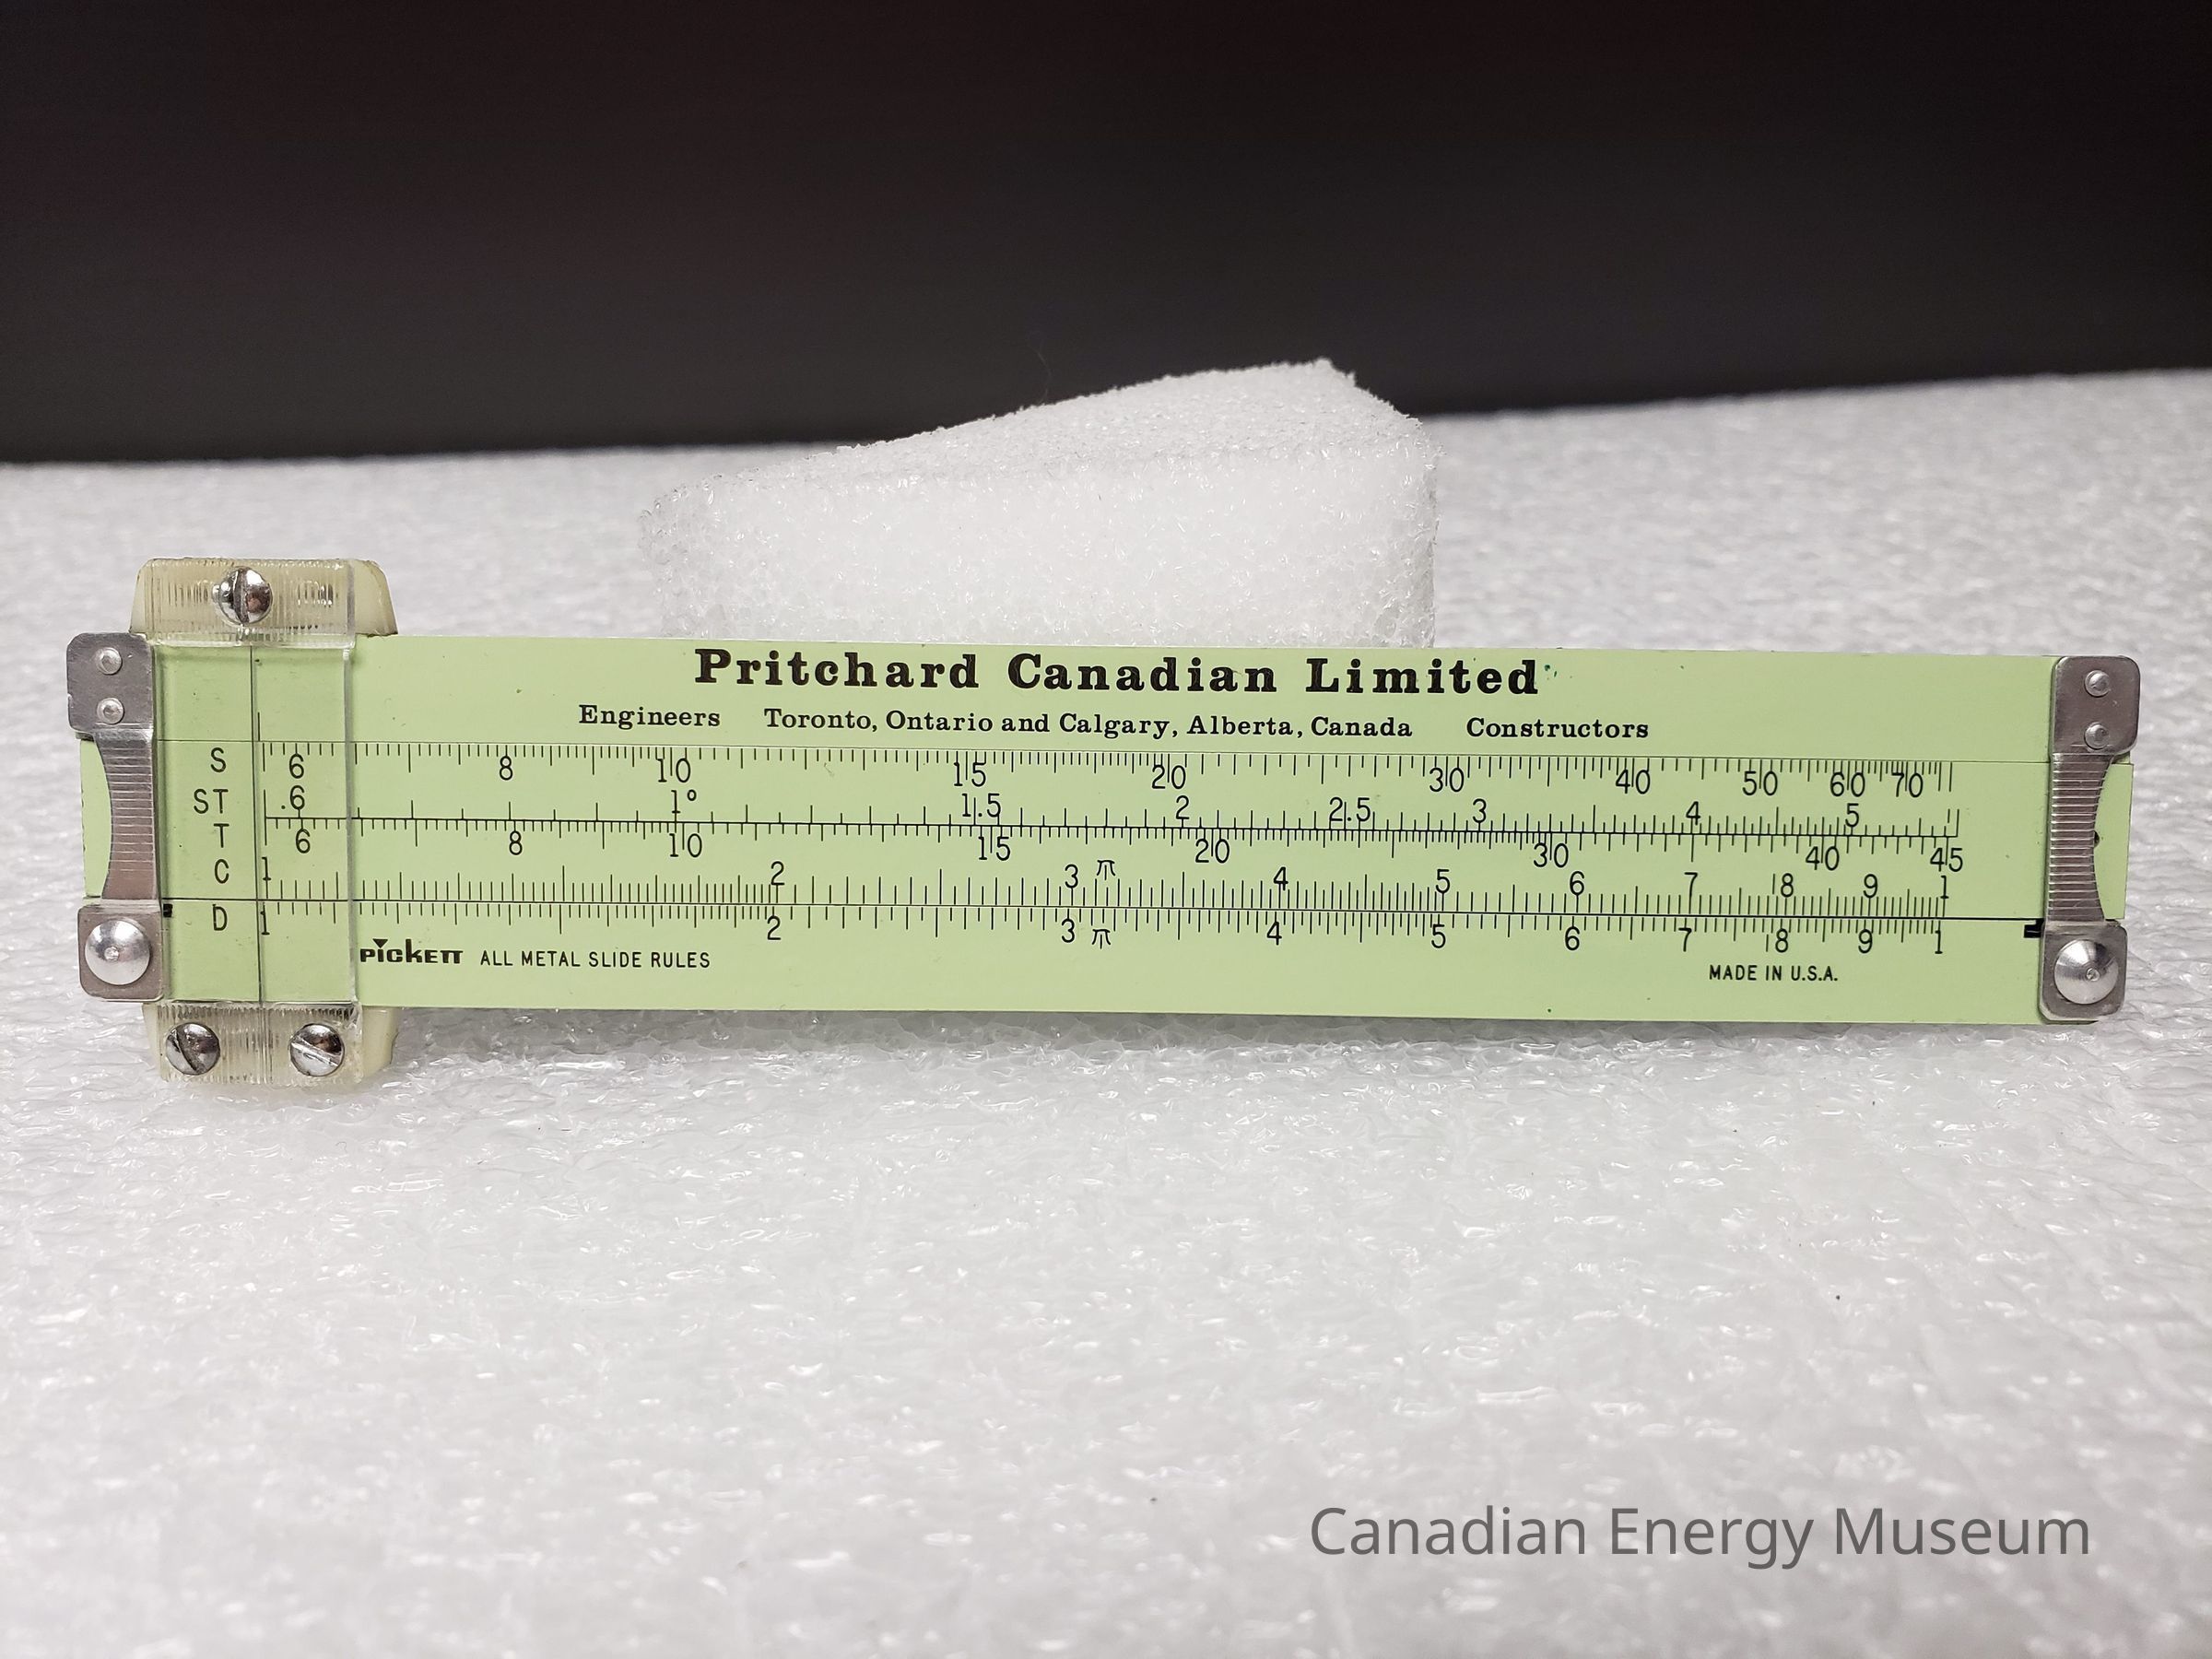 Pritchard Canadian Limited
Engineers Toronto, Ontario and Calgary, Alberta, Canada Constructors
S 6 8 10 15 20 30 40 50 60 70
ST .6 1° 1.5 2 2.5 3 4 5
T 6 8 10 15 20 30 40 45
C 1 2 3 π 4 5 6 7 8 9 1
D 1 2 3 π 4 5 6 7 8 9 1
PICKETT ALL METAL SLIDE RULES
MADE IN U.S.A.
Canadian Energy Museum